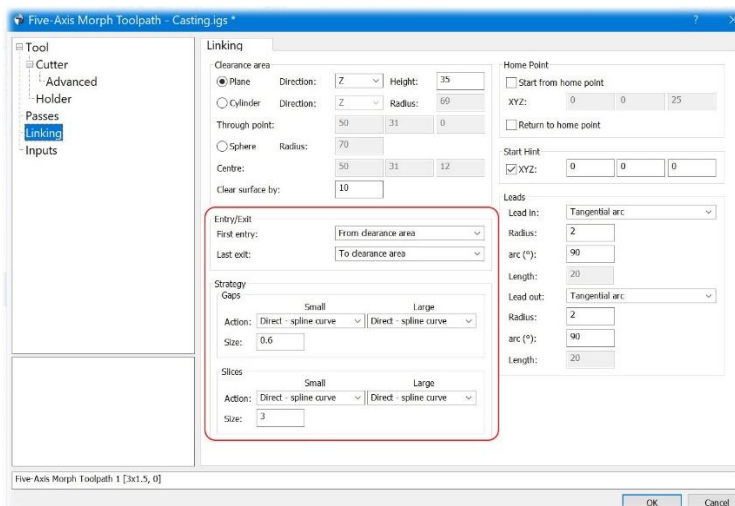 Five-Axis Morph Toolpath - Casting.igs *
Tool
Cutter
Advanced
Holder
Passes
Linking
Inputs
Linking
Clearance area
Plane Direction: Z Height: 35
Cylinder Direction: Z Radius: 69
Through point: 50 31 0
Sphere Radius: 70
Centre: 50 31 12
Clear surface by: 10
Entry/Exit
First entry: From clearance area
Last exit: To clearance area
Strategy
Gaps
Small Large
Action: Direct - spline curve Direct - spline curve
Size: 0.6
Slices
Small Large
Action: Direct - spline curve Direct - spline curve
Size: 3
Home Point
Start from home point
XYZ: 0 0 25
Return to home point
Start Hint
XYZ: 0 0 0
Leads
Lead in: Tangential arc
Radius: 2
arc (°): 90
Length: 20
Lead out: Tangential arc
Radius: 2
arc (°): 90
Length: 20
Five-Axis Morph Toolpath 1 [3x1.5, 0]
OK Cancel